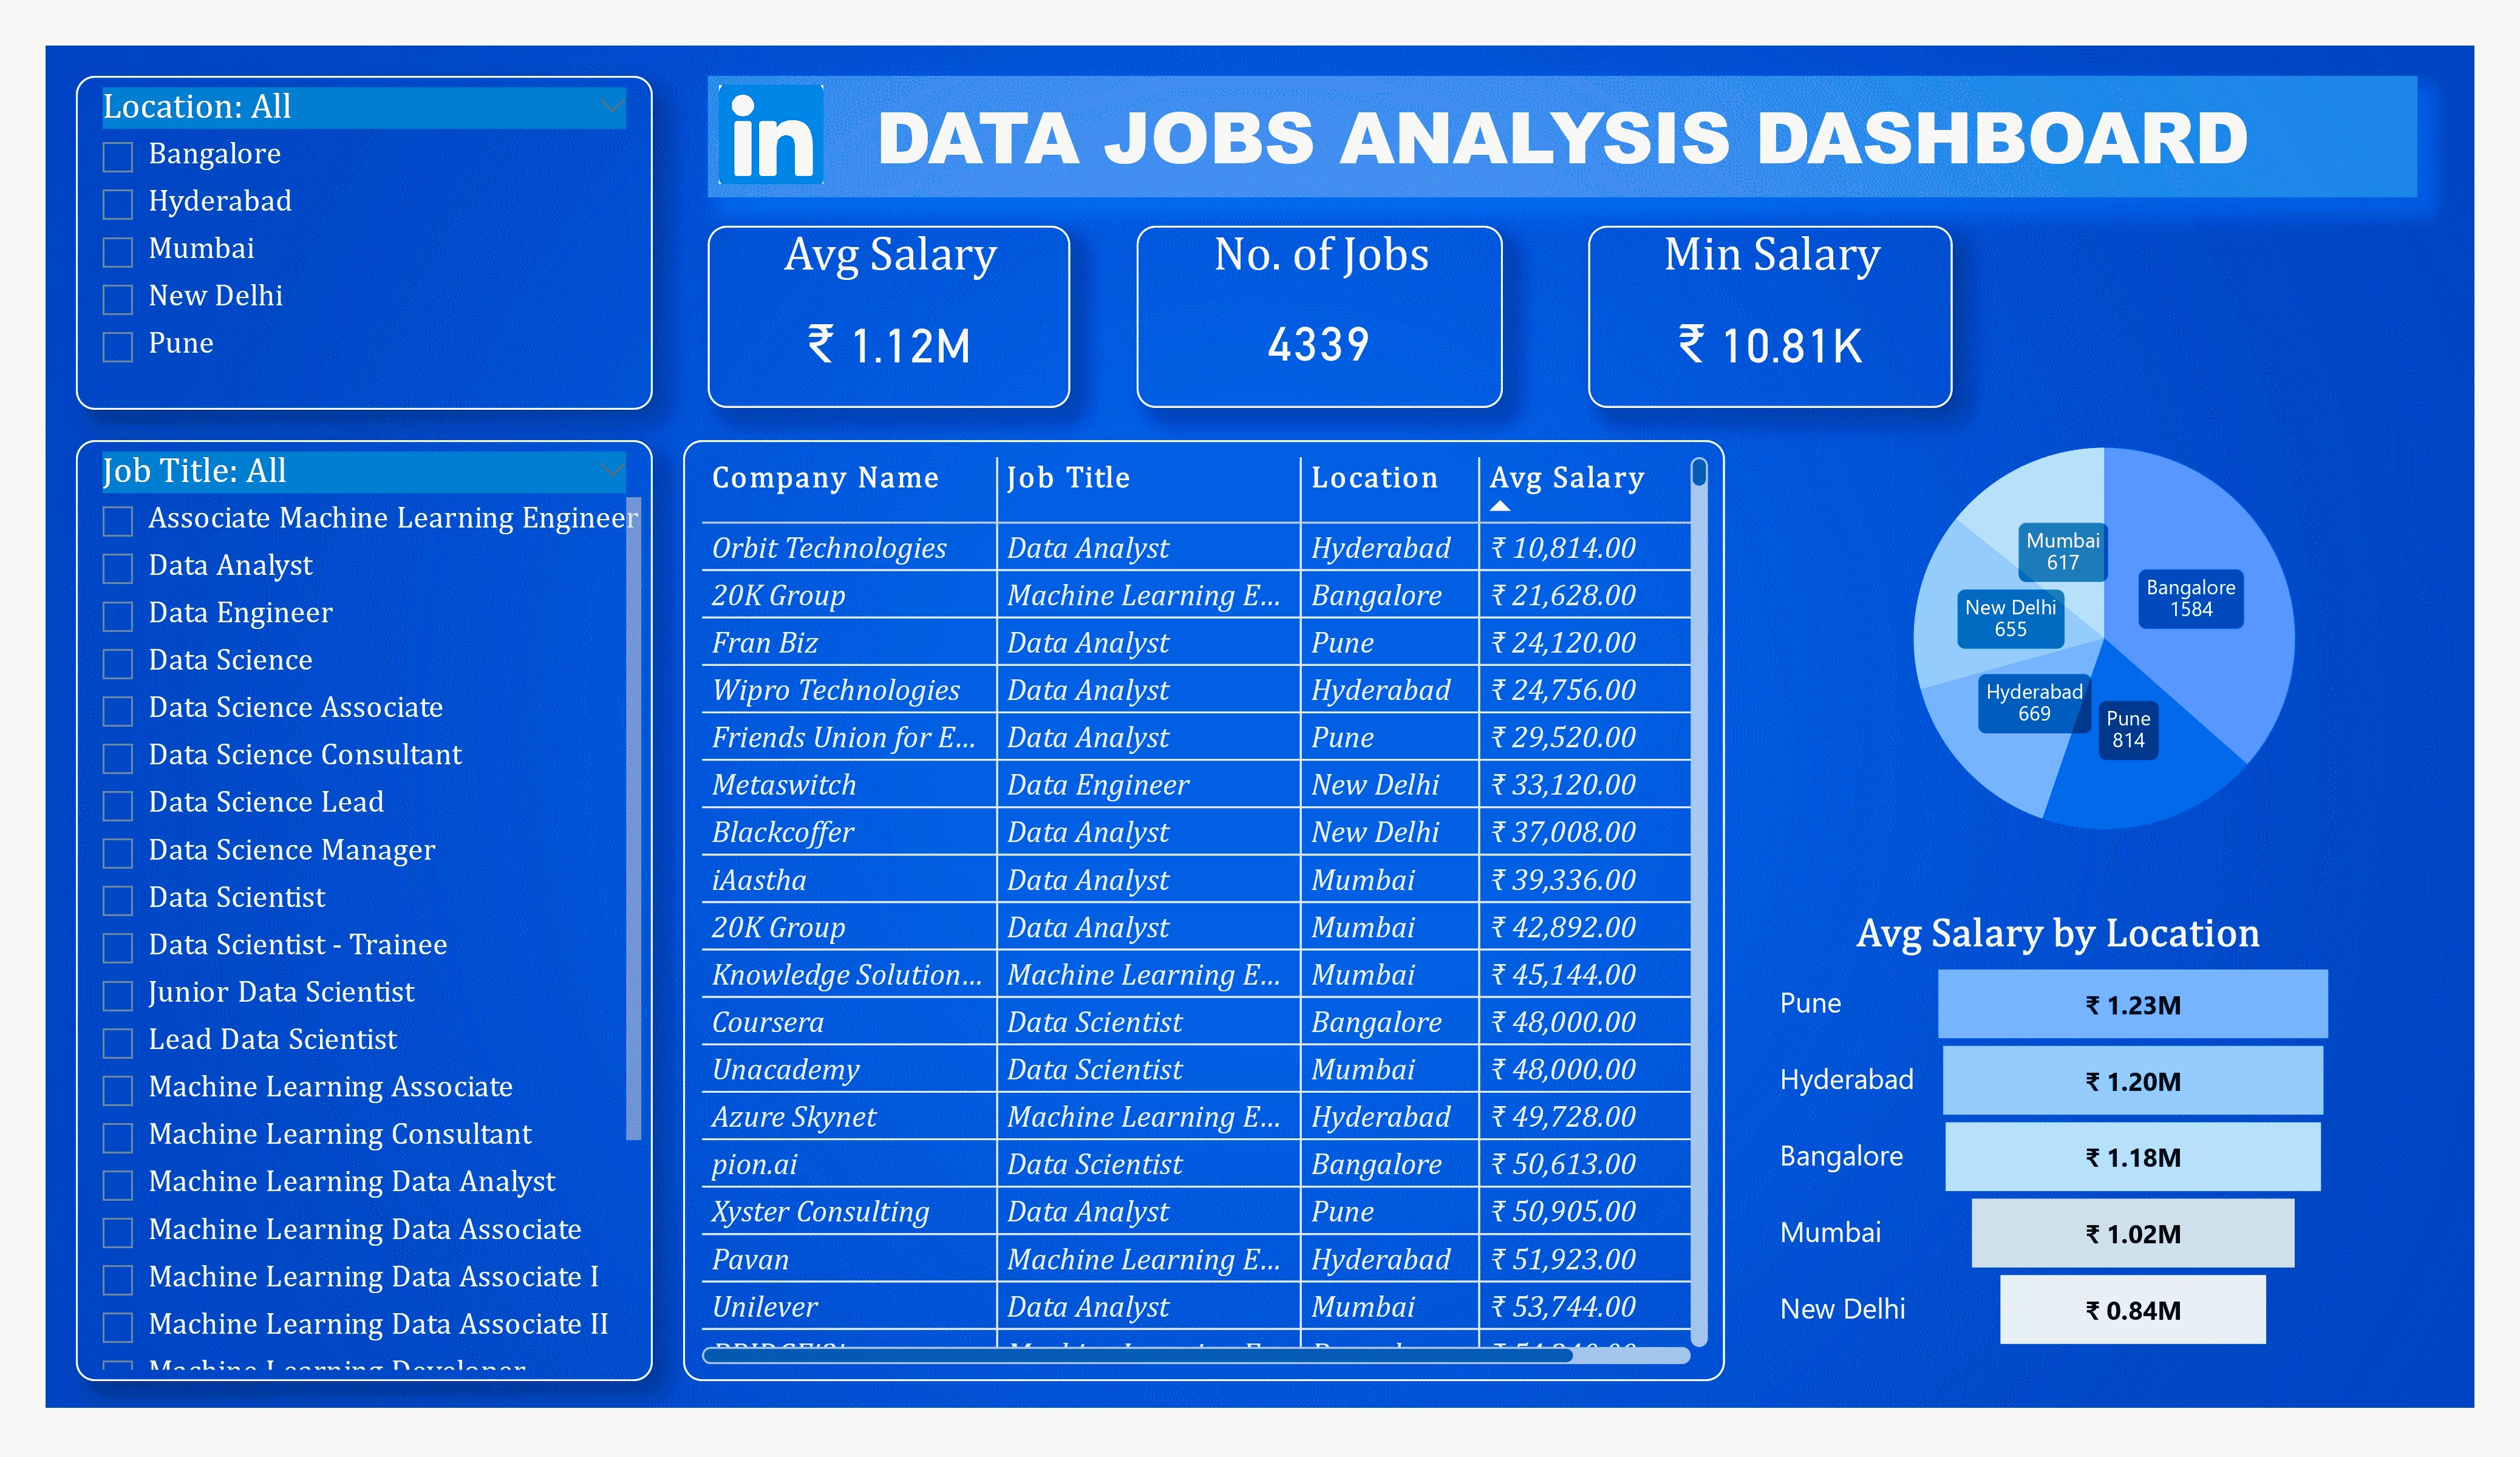 Location: All
Bangalore
Hyderabad
Mumbai
New Delhi
Pune
in DATA JOBS ANALYSIS DASHBOARD
Avg Salary
₹ 1.12M
No. of Jobs
4339
Min Salary
₹ 10.81K
Job Title: All
Associate Machine Learning Engineer
Data Analyst
Data Engineer
Data Science
Data Science Associate
Data Science Consultant
Data Science Lead
Data Science Manager
Data Scientist
Data Scientist - Trainee
Junior Data Scientist
Lead Data Scientist
Machine Learning Associate
Machine Learning Consultant
Machine Learning Data Analyst
Machine Learning Data Associate
Machine Learning Data Associate I
Machine Learning Data Associate II
Machine Learning Developer
Company Name Job Title Location Avg Salary
Orbit Technologies Data Analyst Hyderabad ₹ 10,814.00
20K Group Machine Learning E... Bangalore ₹ 21,628.00
Fran Biz Data Analyst Pune ₹ 24,120.00
Wipro Technologies Data Analyst Hyderabad ₹ 24,756.00
Friends Union for E... Data Analyst Pune ₹ 29,520.00
Metaswitch Data Engineer New Delhi ₹ 33,120.00
Blackcoffer Data Analyst New Delhi ₹ 37,008.00
iAastha Data Analyst Mumbai ₹ 39,336.00
20K Group Data Analyst Mumbai ₹ 42,892.00
Knowledge Solution... Machine Learning E... Mumbai ₹ 45,144.00
Coursera Data Scientist Bangalore ₹ 48,000.00
Unacademy Data Scientist Mumbai ₹ 48,000.00
Azure Skynet Machine Learning E... Hyderabad ₹ 49,728.00
pion.ai Data Scientist Bangalore ₹ 50,613.00
Xyster Consulting Data Analyst Pune ₹ 50,905.00
Pavan Machine Learning E... Hyderabad ₹ 51,923.00
Unilever Data Analyst Mumbai ₹ 53,744.00
Mumbai
617
Bangalore
1584
New Delhi
655
Hyderabad
669
Pune
814
Avg Salary by Location
Pune ₹ 1.23M
Hyderabad ₹ 1.20M
Bangalore ₹ 1.18M
Mumbai ₹ 1.02M
New Delhi ₹ 0.84M